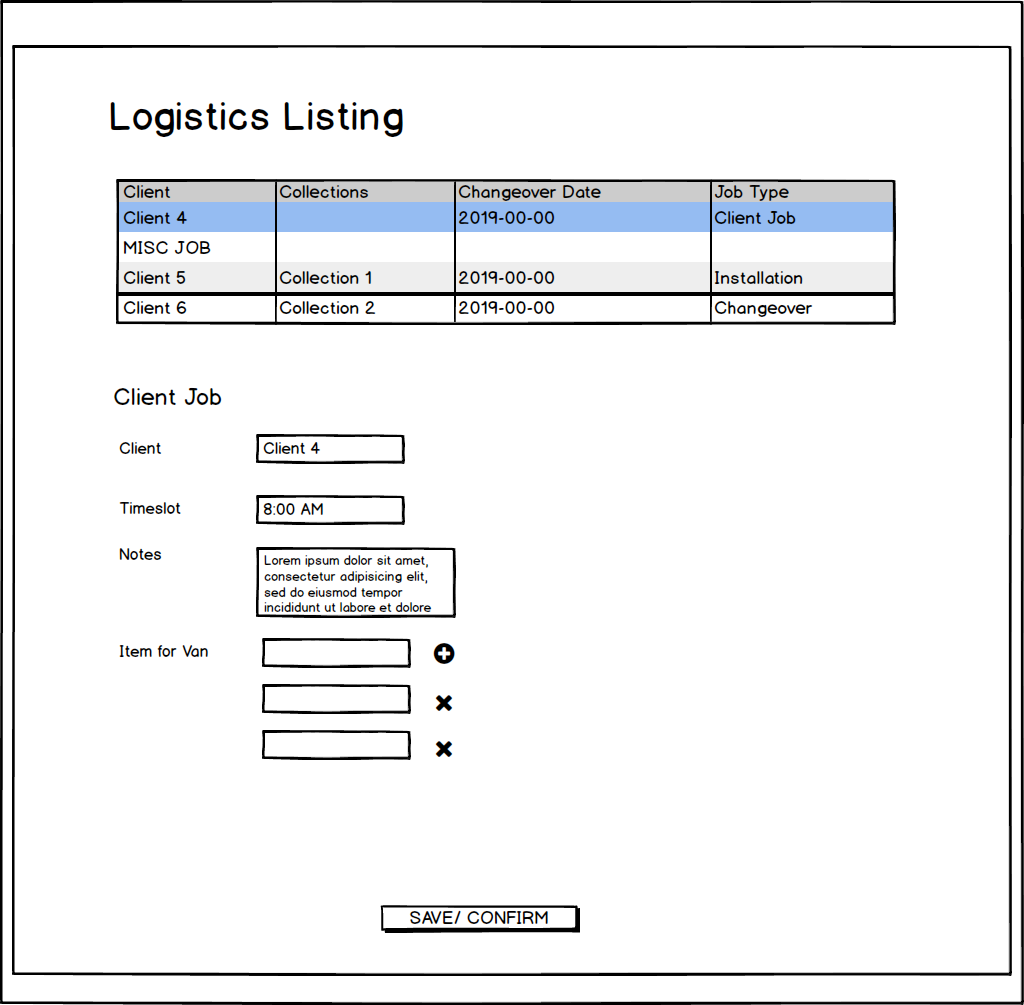 Logistics Listing
Client Collections Changeover Date Job Type
Client 4 2019-00-00 Client Job
MISC JOB
Client 5 Collection 1 2019-00-00 Installation
Client 6 Collection 2 2019-00-00 Changeover
Client Job
Client Client 4
Timeslot 8:00 AM
Notes
Lorem ipsum dolor sit amet,
consectetur adipisicing elit,
sed do eiusmod tempor
incididunt ut labore et dolore
Item for Van
SAVE/ CONFIRM